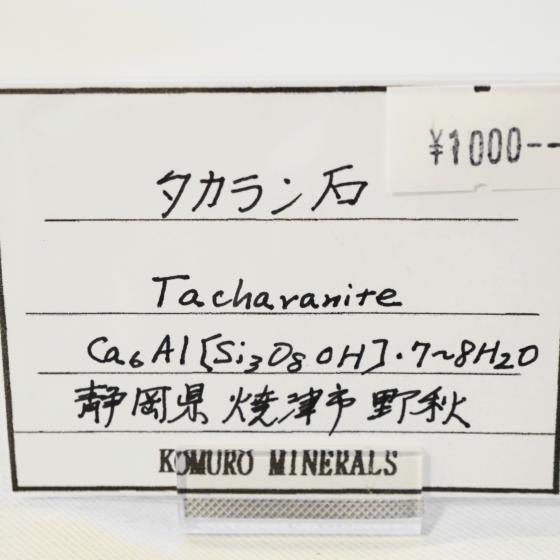 ¥1000--
タカラン石
Tacharanite
Ca6Al[Si3O8OH]・7~8H2O
静岡県 焼津市 野秋
KOMURO MINERALS